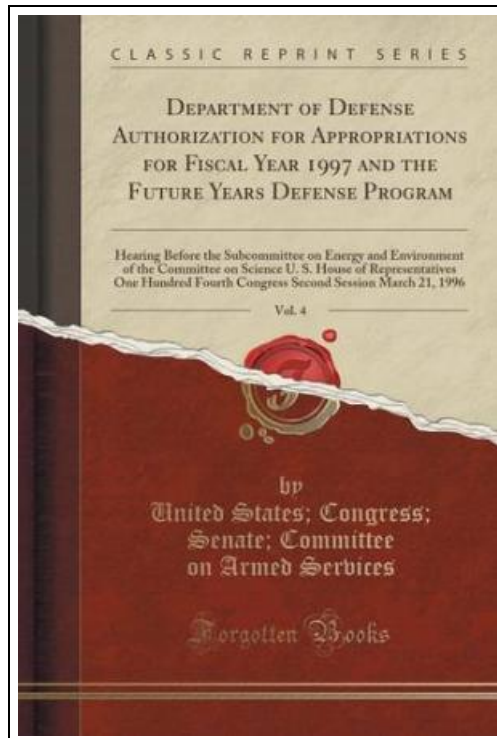 CLASSIC REPRINT SERIES
DEPARTMENT OF DEFENSE
AUTHORIZATION FOR APPROPRIATIONS
FOR FISCAL YEAR 1997 AND THE
FUTURE YEARS DEFENSE PROGRAM
Hearing Before the Subcommittee on Energy and Environment
of the Committee on Science U. S. House of Representatives
One Hundred Fourth Congress Second Session March 21, 1996
Vol. 4
by
United States; Congress;
Senate; Committee
on Armed Services
Forgotten Books